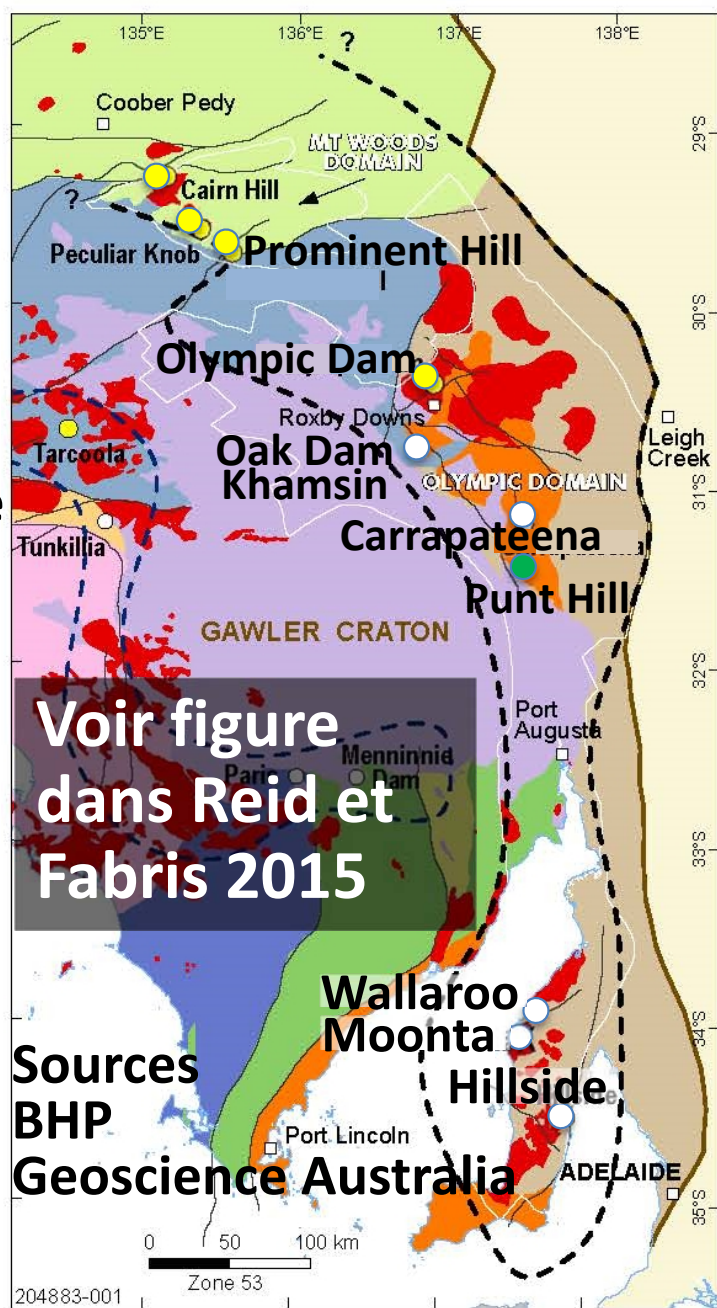 135°E
136°E
137°E
138°E
?
Coober Pedy
29°S
MT WOODS
DOMAIN
Cairn Hill
?
Peculiar Knob
Prominent Hill
30°S
Olympic Dam
Roxby Downs
Leigh
Creek
Tarcoola
Oak Dam
Khamsin
OLYMPIC DOMAIN
31°S
Carrapateena
Tunkillia
Punt Hill
GAWLER CRATON
32°S
Port
Augusta
Voir figure
dans Reid et
Fabris 2015
Paris
Menninnie
Dam
33°S
Wallaroo
Moonta
34°S
Hillside
Sources
BHP
Geoscience Australia
Port Lincoln
ADELAIDE
35°S
0 50 100 km
Zone 53
204883-001